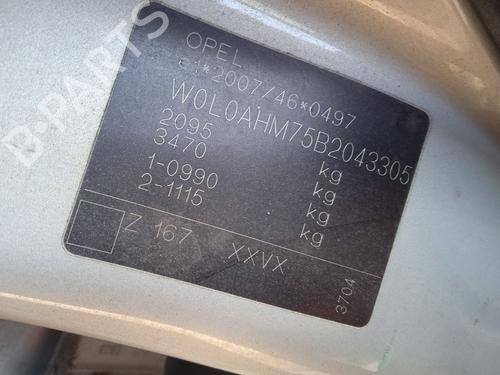 OPEL
e1*2007/46*0497
W0L0AHM75B2043305
2095 kg
3470 kg
1-0990 kg
2-1115 kg
Z 167 XXVX
3704
B-PARTS